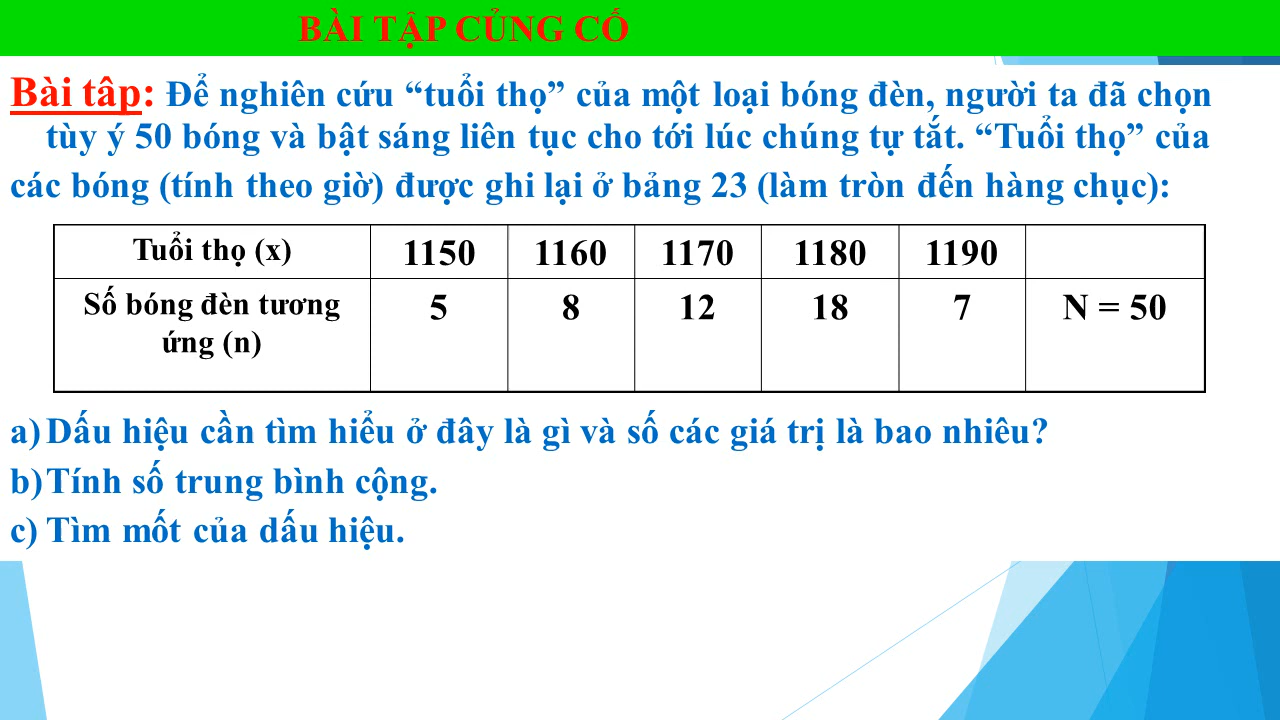 BÀI TẬP CỦNG CỐ
Bài tâp: Để nghiên cứu “tuổi thọ” của một loại bóng đèn, người ta đã chọn
tùy ý 50 bóng và bật sáng liên tục cho tới lúc chúng tự tắt. “Tuổi thọ” của
các bóng (tính theo giờ) được ghi lại ở bảng 23 (làm tròn đến hàng chục):
Tuổi thọ (x) 1150 1160 1170 1180 1190
Số bóng đèn tương 5 8 12 18 7 N = 50
ứng (n)
a) Dấu hiệu cần tìm hiểu ở đây là gì và số các giá trị là bao nhiêu?
b) Tính số trung bình cộng.
c) Tìm mốt của dấu hiệu.